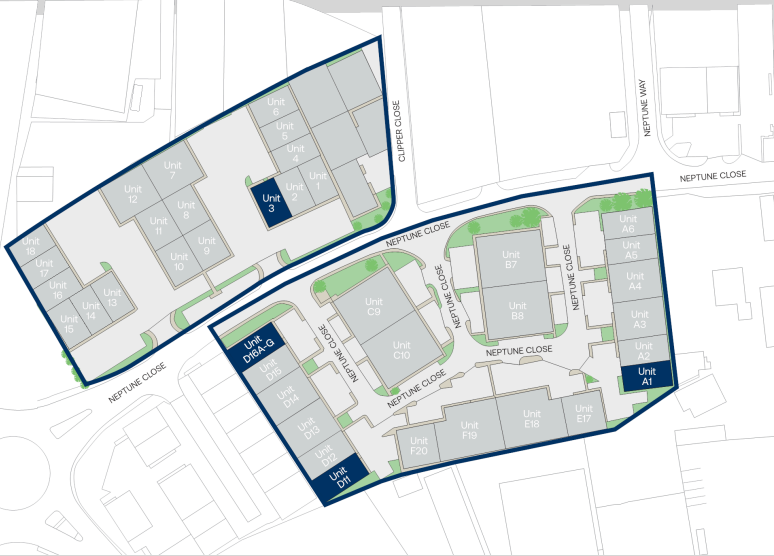 Unit
6
Unit
5
Unit
4
Unit
1
Unit
2
Unit
3
Unit
7
Unit
12
Unit
8
Unit
11
Unit
9
Unit
10
Unit
18
Unit
17
Unit
16
Unit
15
Unit
14
Unit
13
CLIPPER CLOSE
NEPTUNE WAY
NEPTUNE CLOSE
NEPTUNE CLOSE
NEPTUNE CLOSE
NEPTUNE CLOSE
NEPTUNE CLOSE
NEPTUNE CLOSE
NEPTUNE CLOSE
NEPTUNE CLOSE
Unit
A6
Unit
A5
Unit
A4
Unit
A3
Unit
A2
Unit
A1
Unit
B7
Unit
B8
Unit
C9
Unit
C10
Unit
D16A-G
Unit
D15
Unit
D14
Unit
D13
Unit
D12
Unit
D11
Unit
F20
Unit
F19
Unit
E18
Unit
E17